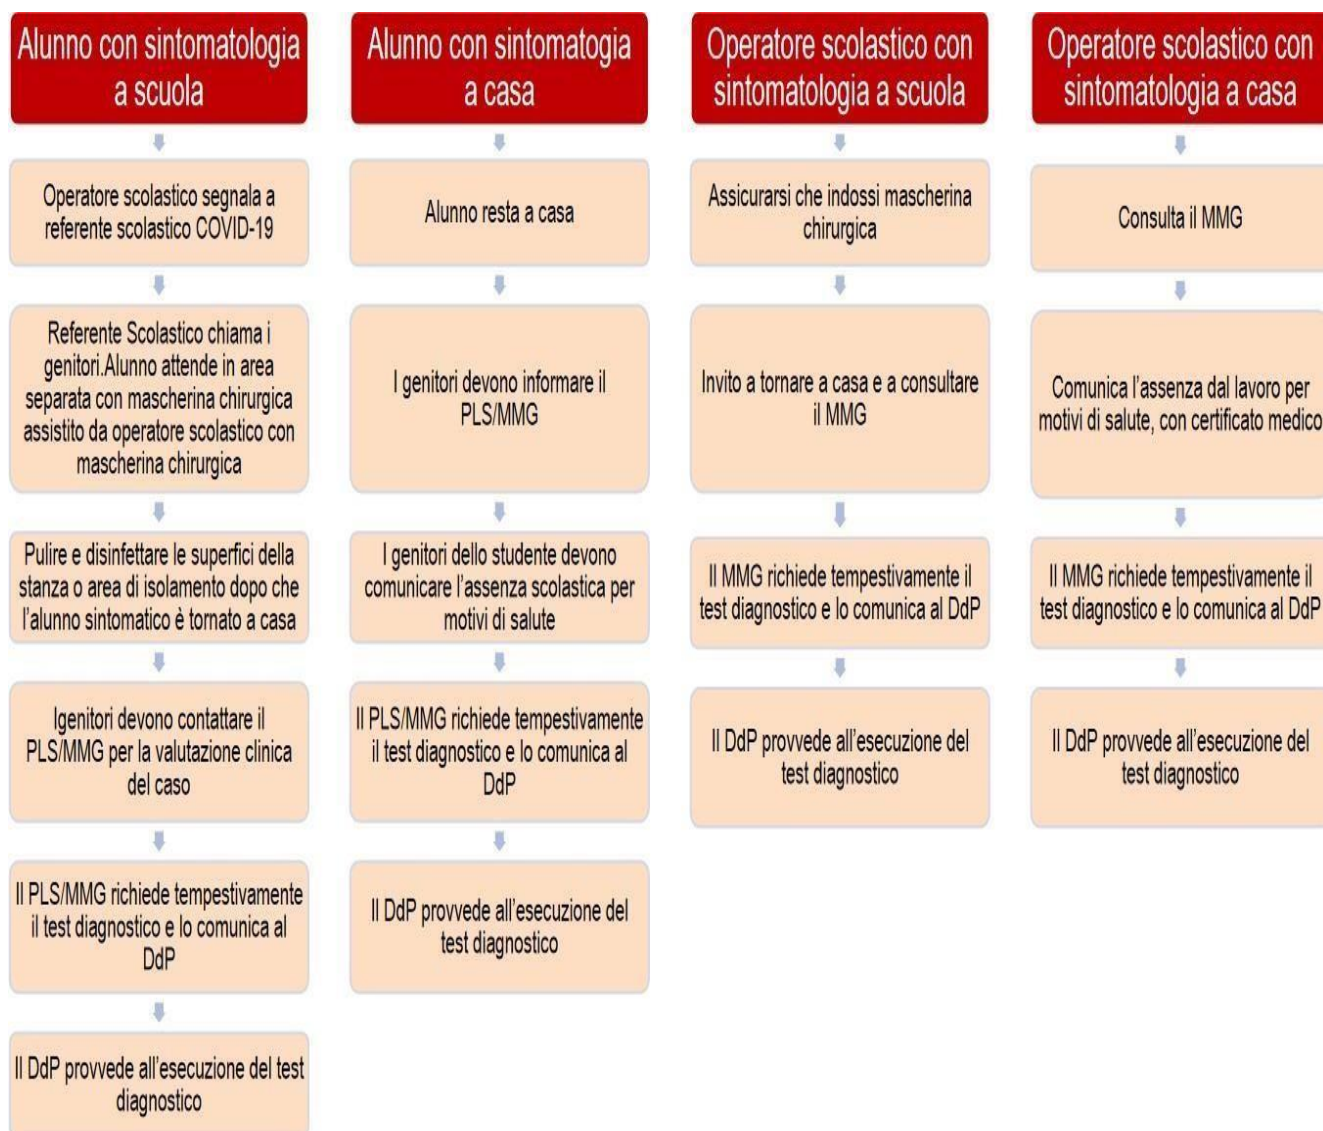 Alunno con sintomatologia
a scuola
Operatore scolastico segnala a
referente scolastico COVID-19
Referente Scolastico chiama i
genitori.Alunno attende in area
separata con mascherina chirurgica
assistito da operatore scolastico con
mascherina chirurgica
Pulire e disinfettare le superfici della
stanza o area di isolamento dopo che
l'alunno sintomatico è tornato a casa
Igenitori devono contattare il
PLS/MMG per la valutazione clinica
del caso
Il PLS/MMG richiede tempestivamente
il test diagnostico e lo comunica al
DdP
Il DdP provvede all'esecuzione del test
diagnostico
Alunno con sintomatogia
a casa
Alunno resta a casa
I genitori devono informare il
PLS/MMG
I genitori dello studente devono
comunicare l'assenza scolastica per
motivi di salute
Il PLS/MMG richiede tempestivamente
il test diagnostico e lo comunica al
DdP
Il DdP provvede all'esecuzione del
test diagnostico
Operatore scolastico con
sintomatologia a scuola
Assicurarsi che indossi mascherina
chirurgica
Invito a tornare a casa e a consultare
il MMG
Il MMG richiede tempestivamente il
test diagnostico e lo comunica al DdP
Il DdP provvede all'esecuzione del
test diagnostico
Operatore scolastico con
sintomatologia a casa
Consulta il MMG
Comunica l'assenza dal lavoro per
motivi di salute, con certificato medico
Il MMG richiede tempestivamente il
test diagnostico e lo comunica al DdP
Il DdP provvede all'esecuzione del
test diagnostico